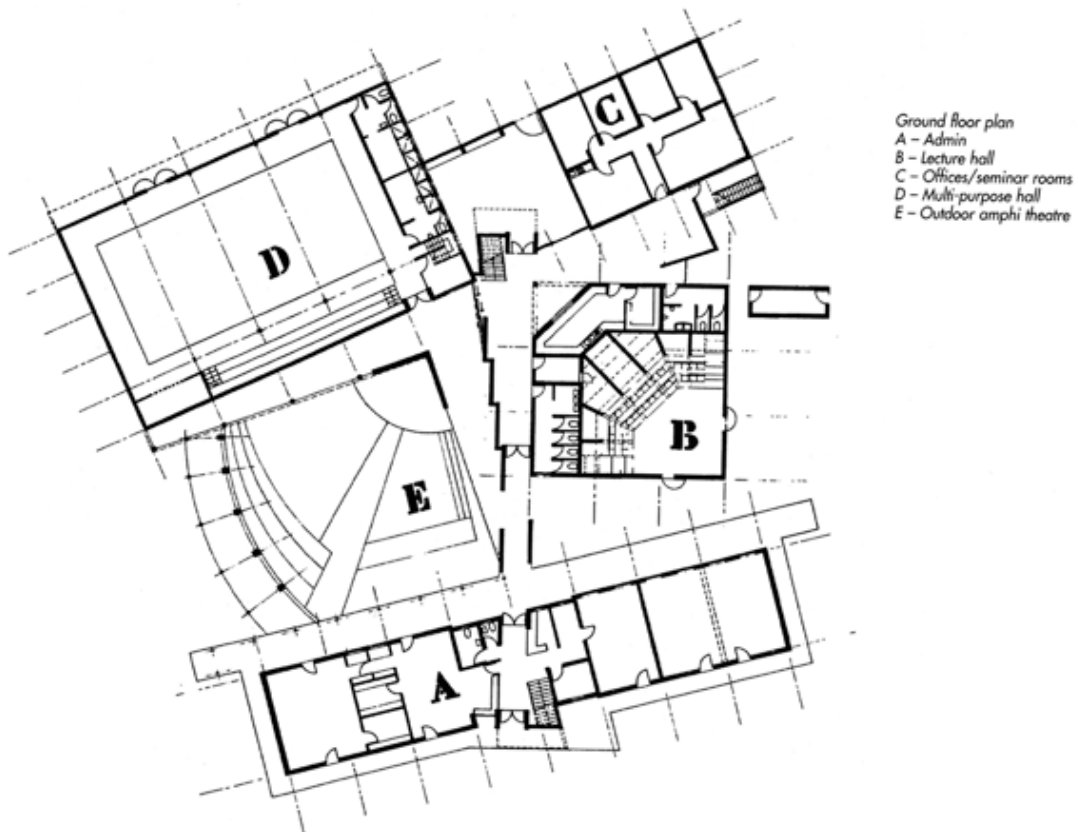 C
D
B
E
A
Ground floor plan
A – Admin
B – Lecture hall
C – Offices/seminar rooms
D – Multi-purpose hall
E – Outdoor amphi theatre